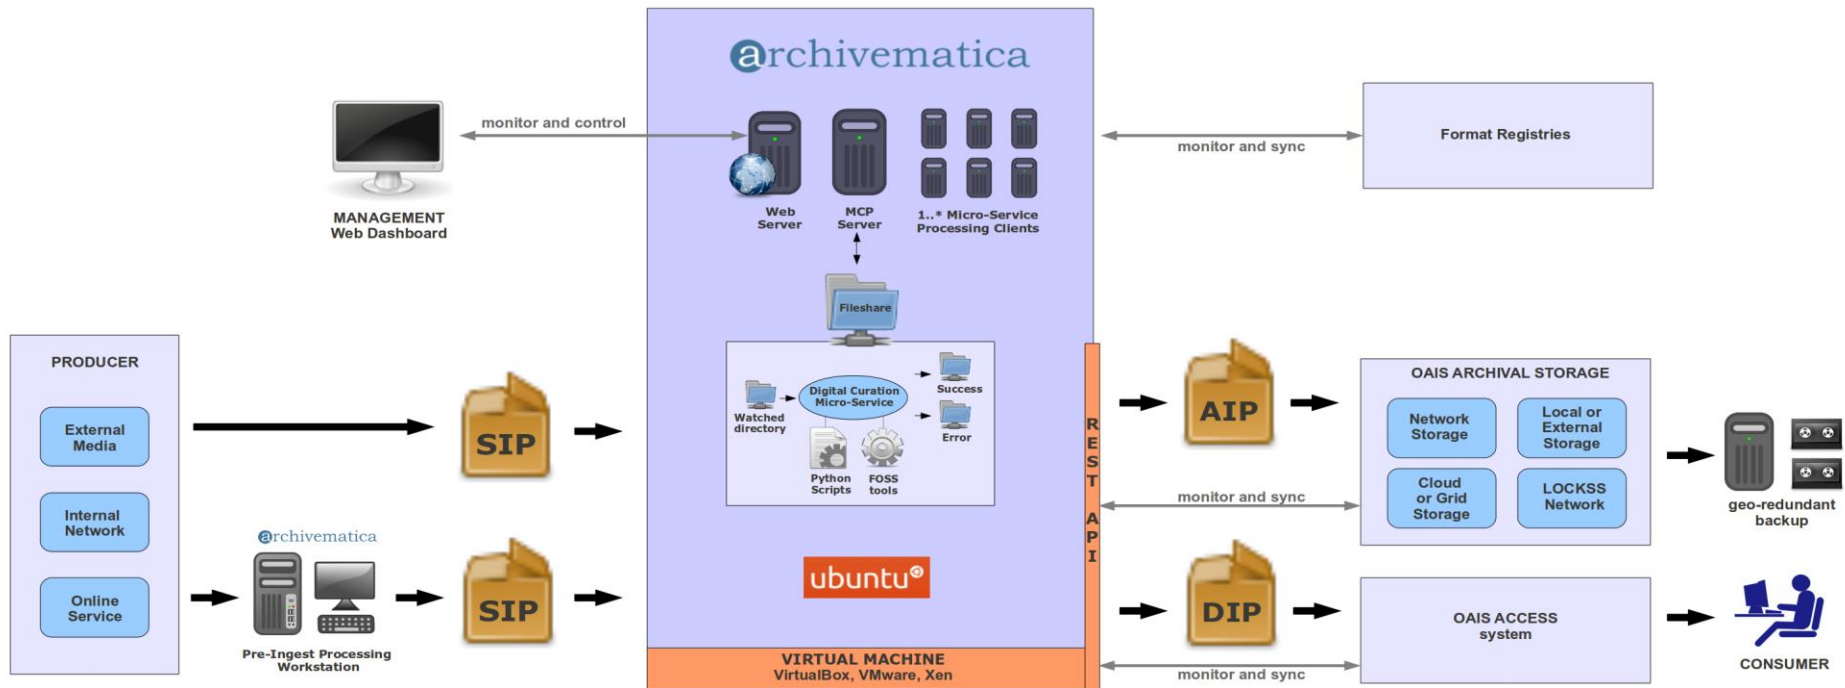 archivematica
monitor and control
monitor and sync
Format Registries
MANAGEMENT
Web Dashboard
Web
Server
MCP
Server
1..* Micro-Service
Processing Clients
Fileshare
PRODUCER
External
Media
Internal
Network
Online
Service
SIP
archivematica
Pre-Ingest Processing
Workstation
SIP
Watched
directory
Digital Curation
Micro-Service
Success
Error
Python
Scripts
FOSS
tools
ubuntu
VIRTUAL MACHINE
VirtualBox, VMware, Xen
REST API
AIP
OAIS ARCHIVAL STORAGE
Network
Storage
Local or
External
Storage
Cloud
or Grid
Storage
LOCKSS
Network
monitor and sync
geo-redundant
backup
DIP
OAIS ACCESS
system
monitor and sync
CONSUMER